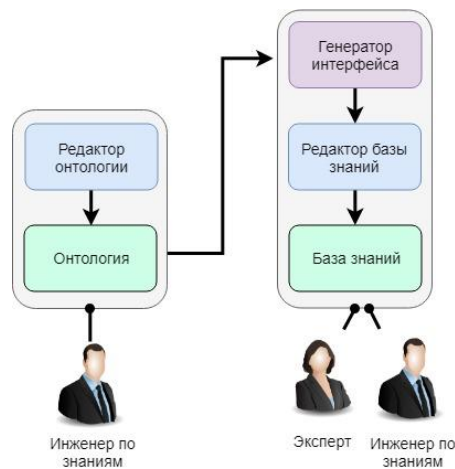 Генератор
интерфейса
Редактор
онтологии
Редактор базы
знаний
Онтология
База знаний
Инженер по
знаниям
Эксперт
Инженер по
знаниям